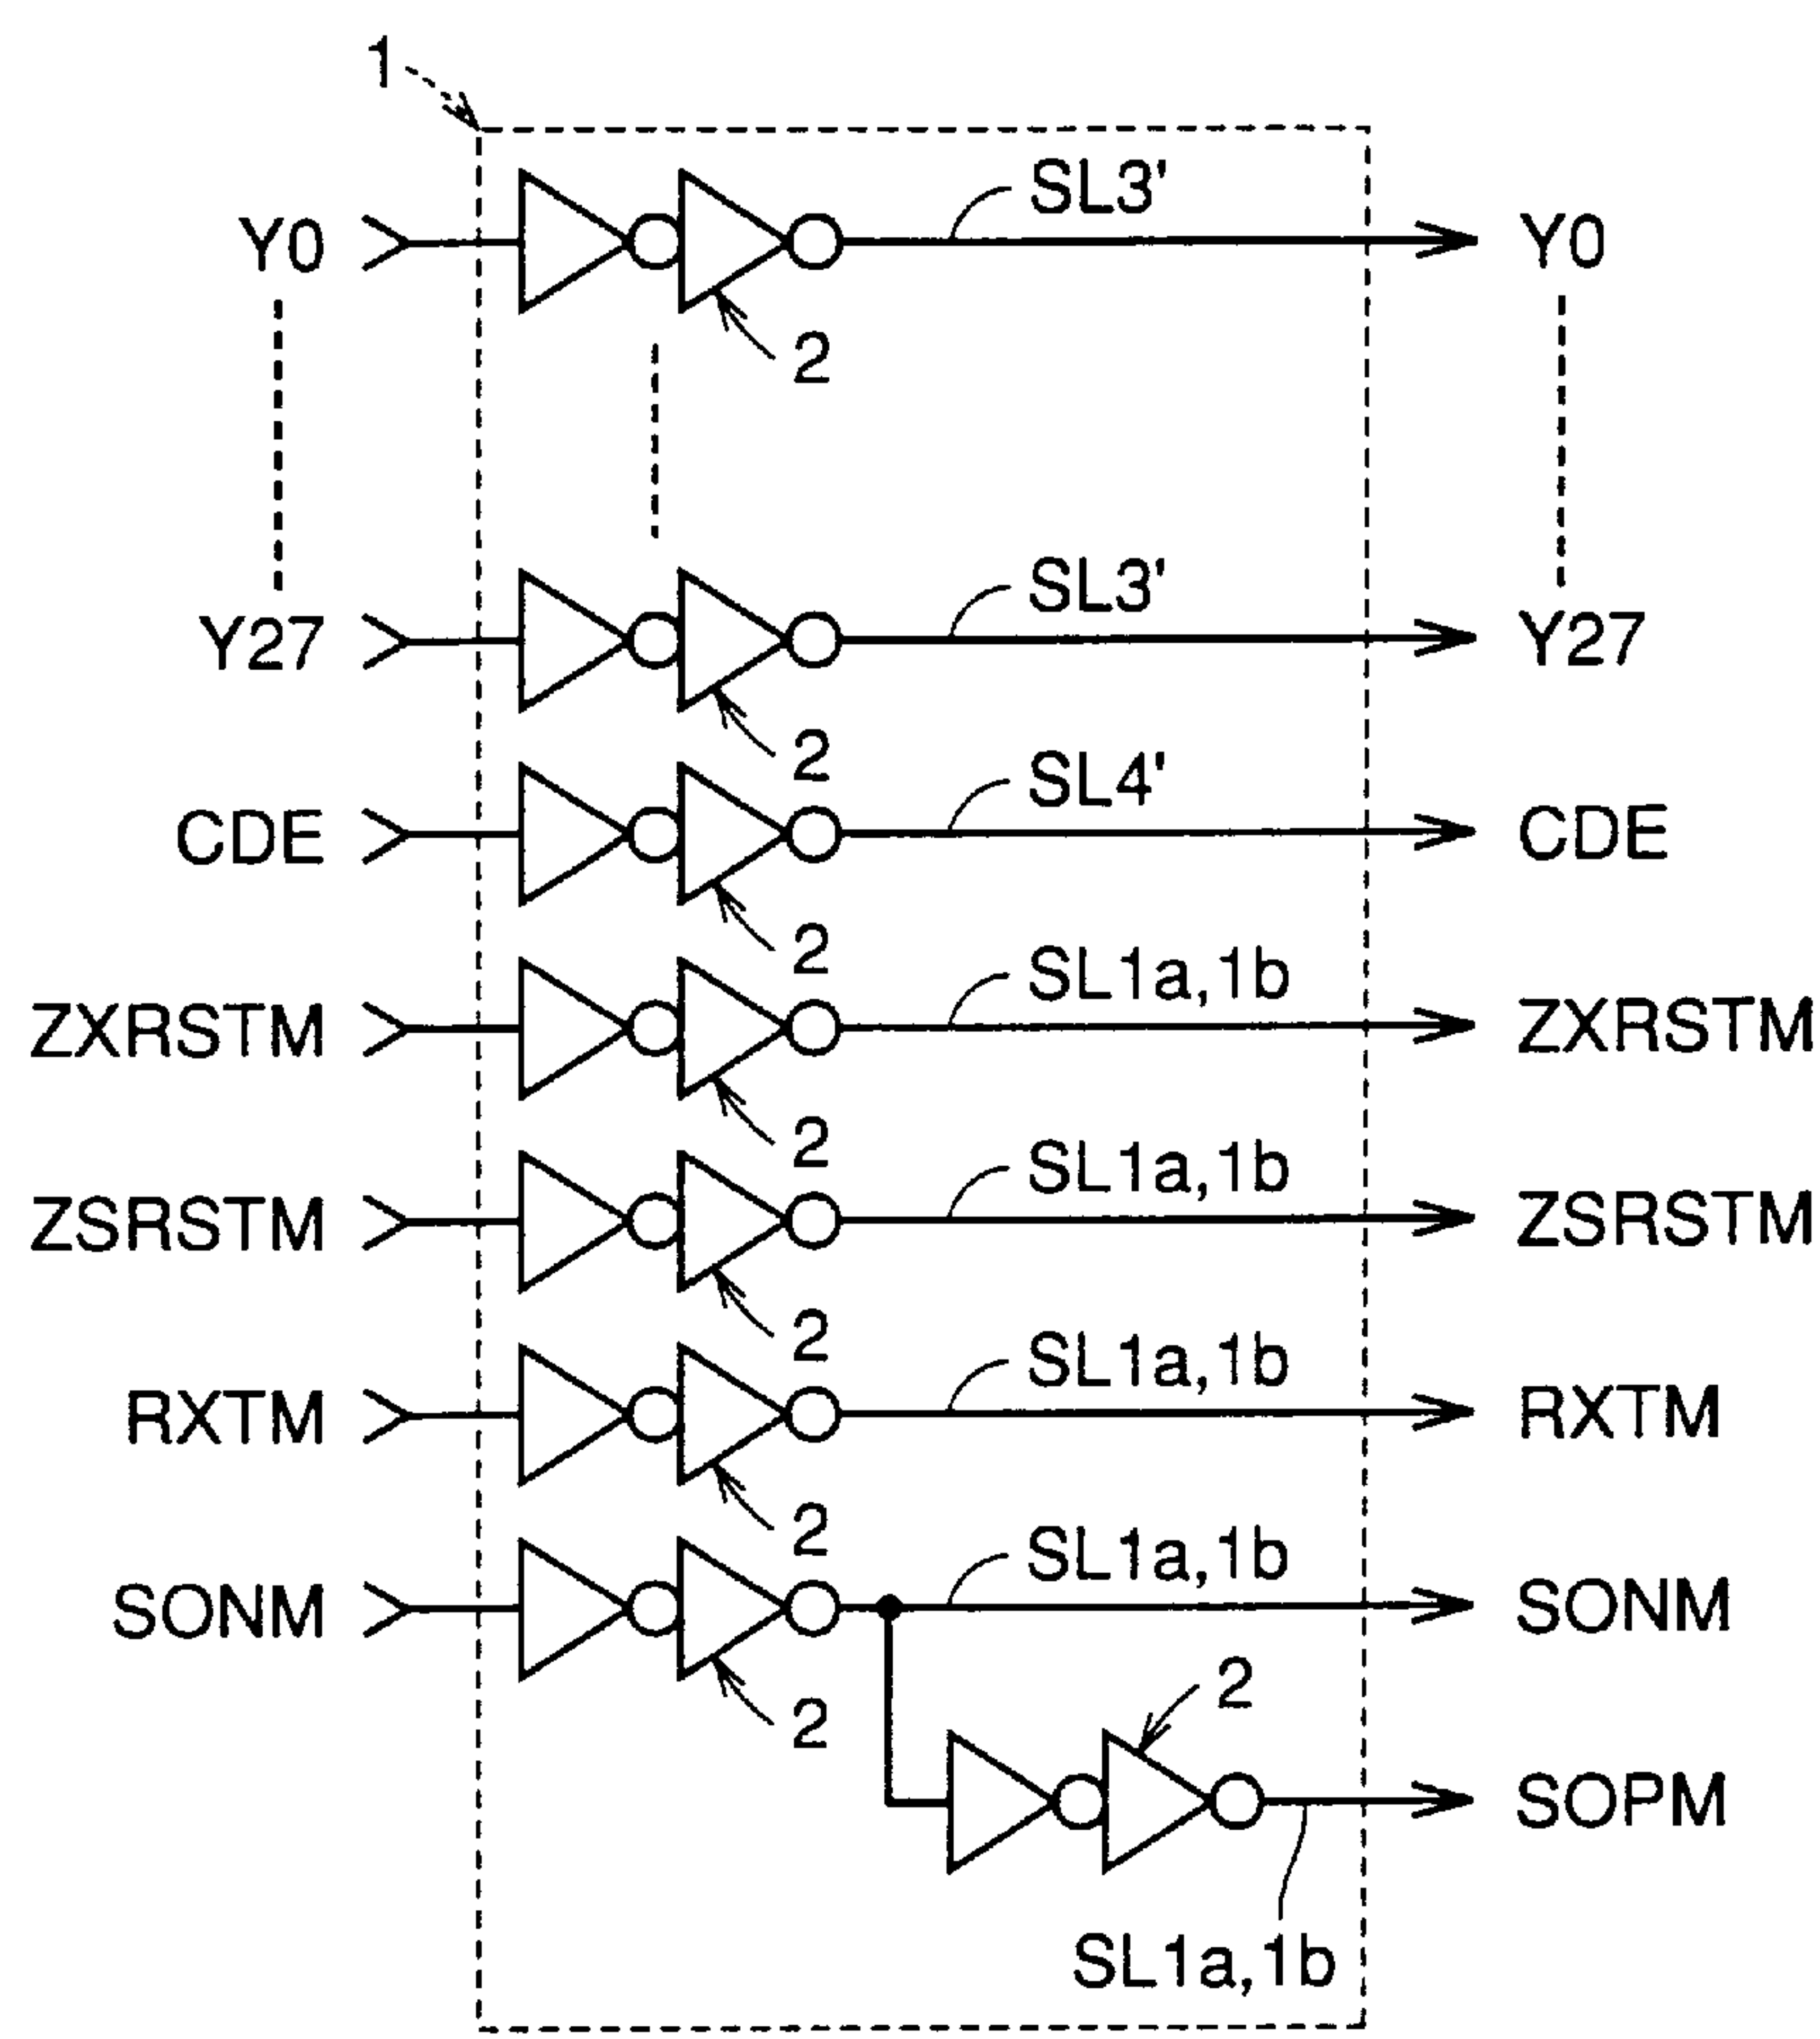 1
SL3'
Y0
Y0
2
SL3'
Y27
Y27
2
SL4'
CDE
CDE
2
SL1a,1b
ZXRSTM
ZXRSTM
2
SL1a,1b
ZSRSTM
ZSRSTM
2
SL1a,1b
RXTM
RXTM
2
SL1a,1b
SONM
SONM
2
2
SOPM
SL1a,1b